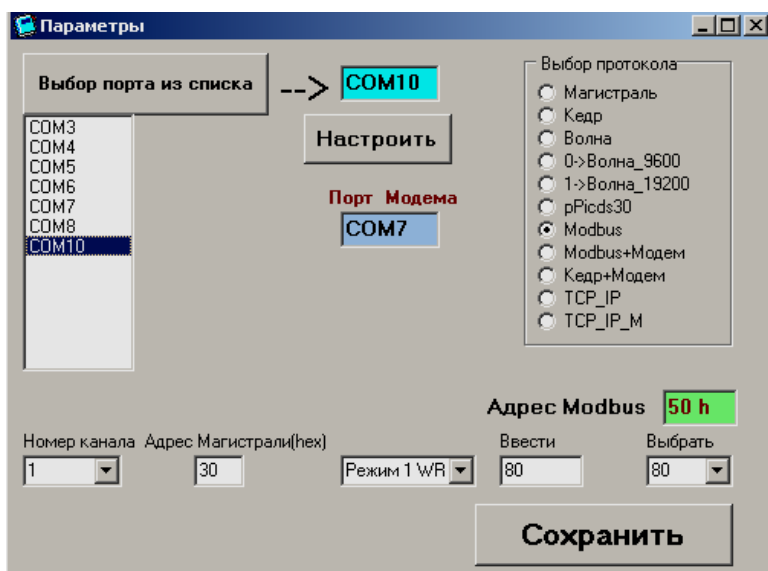 Параметры
Выбор порта из списка
-->
COM10
COM3
COM4
COM5
COM6
COM7
COM8
COM10
Настроить
Порт Модема
COM7
Выбор протокола
Магистраль
Кедр
Волна
0->Волна_9600
1->Волна_19200
pPicds30
Modbus
Modbus+Модем
Кедр+Модем
TCP_IP
TCP_IP_M
Адрес Modbus 50 h
Номер канала Адрес Магистрали(hex) Ввести Выбрать
1 30 Режим 1 WR 80 80
Сохранить